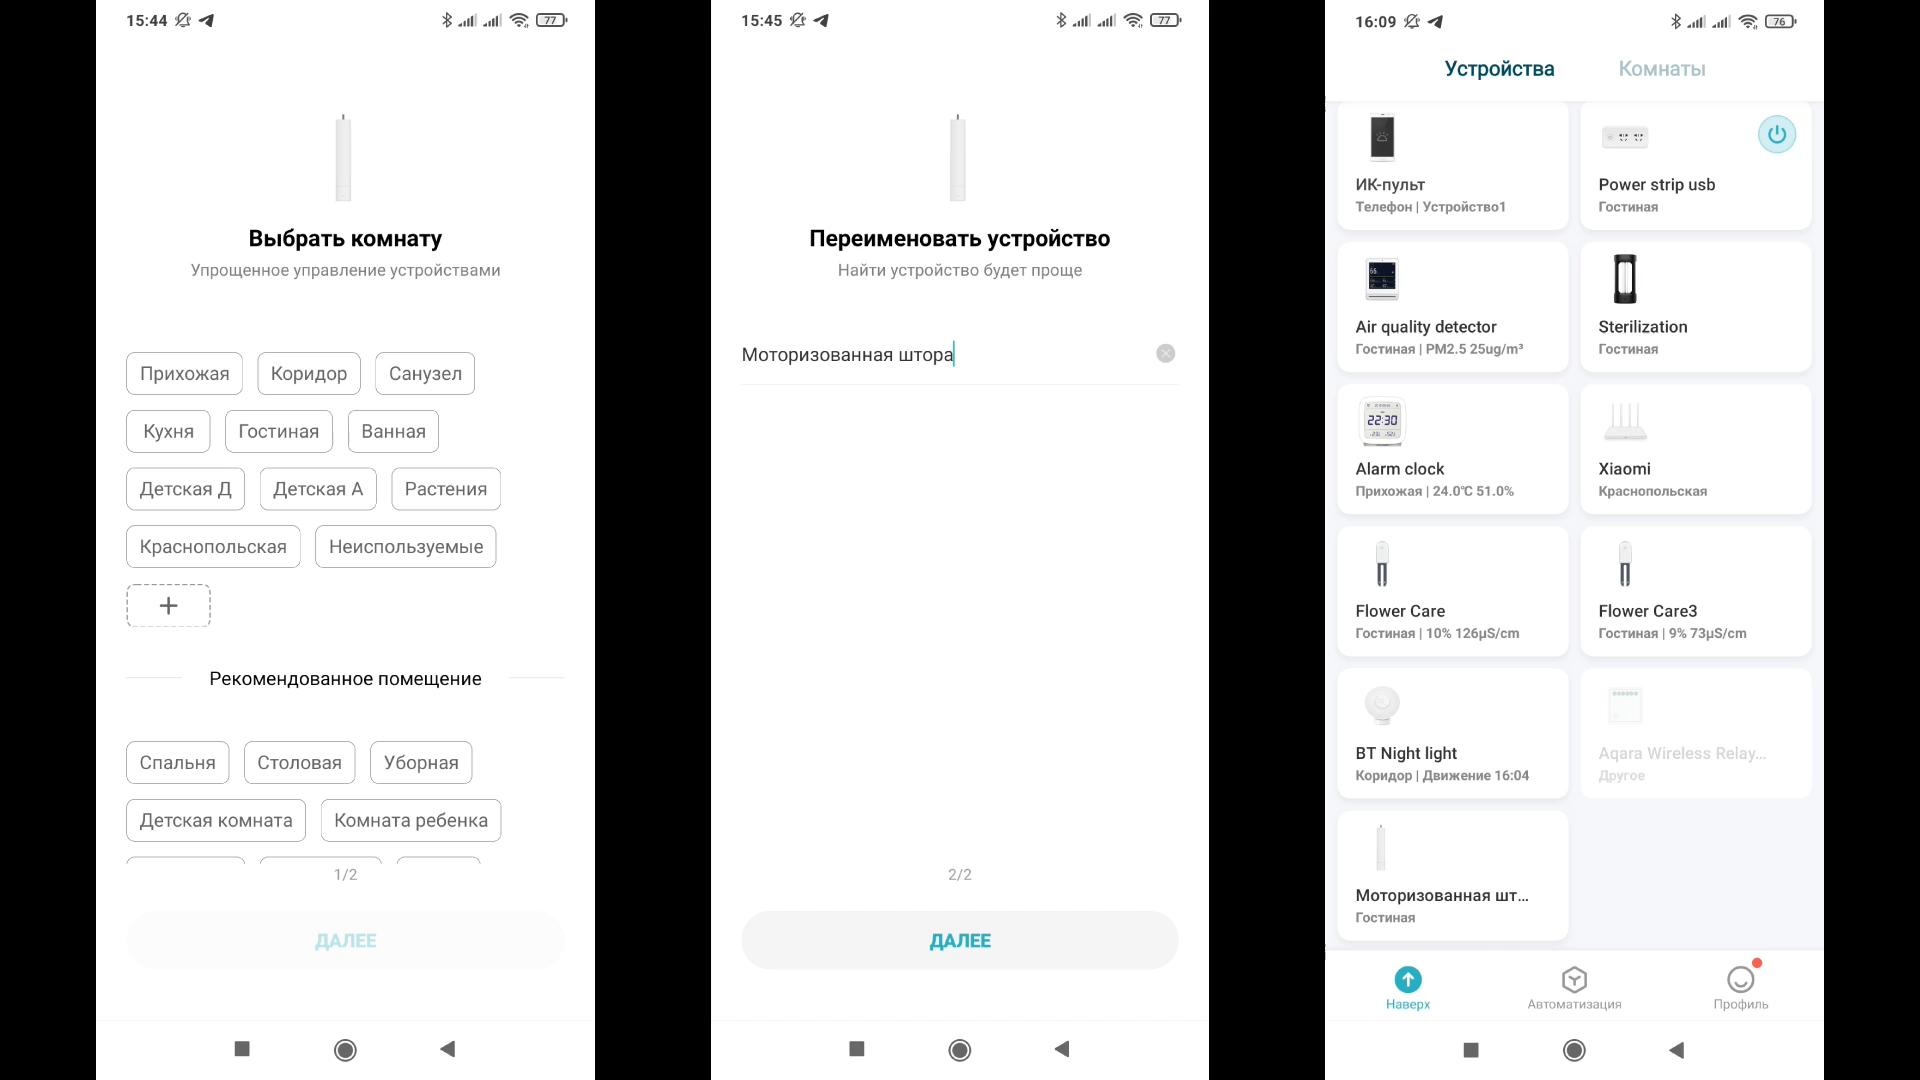 15:44
77
Выбрать комнату
Упрощенное управление устройствами
Прихожая
Коридор
Санузел
Кухня
Гостиная
Ванная
Детская Д
Детская А
Растения
Краснопольская
Неиспользуемые
+
Рекомендованное помещение
Спальня
Столовая
Уборная
Детская комната
Комната ребенка
1/2
ДАЛЕЕ
15:45
77
Переименовать устройство
Найти устройство будет проще
Моторизованная штора
2/2
ДАЛЕЕ
16:09
76
Устройства
Комнаты
ИК-пульт
Телефон | Устройство1
Power strip usb
Гостиная
Air quality detector
Гостиная | PM2.5 25ug/m³
Sterilization
Гостиная
22:30
Alarm clock
Прихожая | 24.0℃ 51.0%
Xiaomi
Краснопольская
Flower Care
Гостиная | 10% 126µS/cm
Flower Care3
Гостиная | 9% 73µS/cm
BT Night light
Коридор | Движение 16:04
Aqara Wireless Relay...
Другое
Моторизованная шт...
Гостиная
Наверх
Автоматизация
Профиль